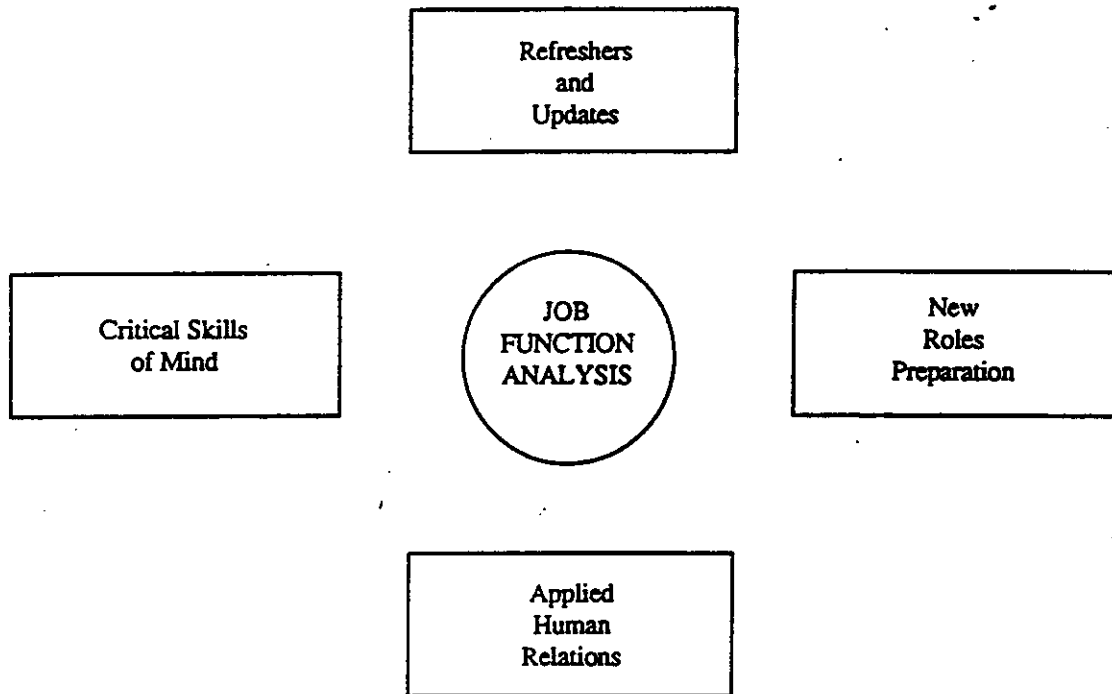 Refreshers
and
Updates
Critical Skills
of Mind
JOB
FUNCTION
ANALYSIS
New
Roles
Preparation
Applied
Human
Relations